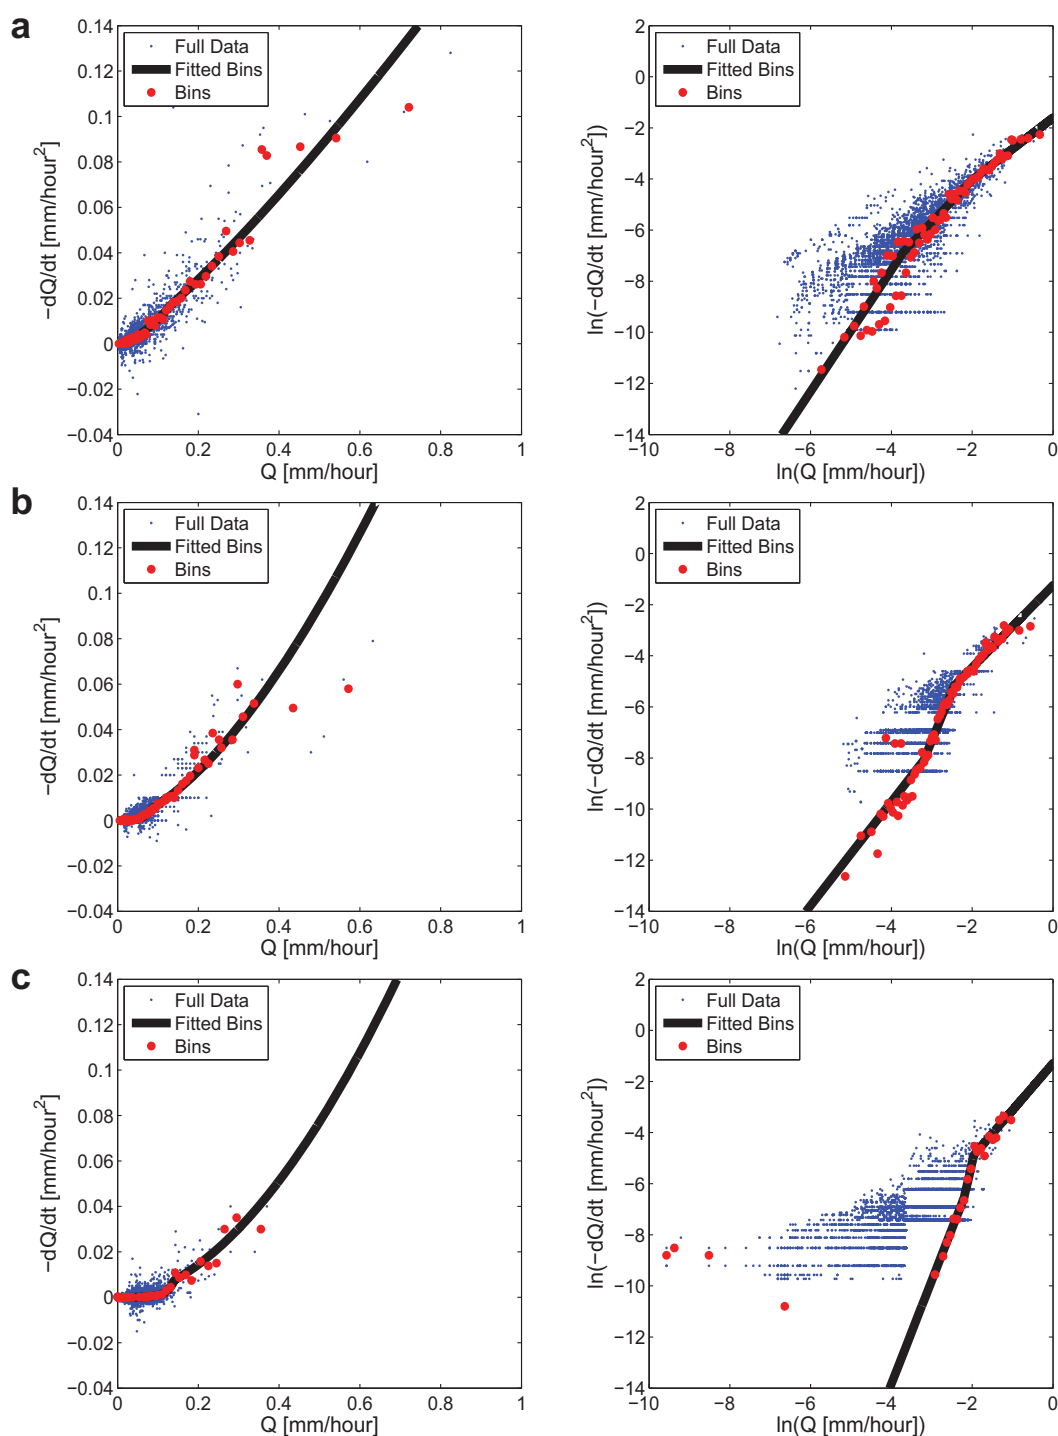 a
0.14
0.12
0.1
0.08
0.06
0.04
0.02
0
−0.02
−0.04
−dQ/dt [mm/hour²]
Full Data
Fitted Bins
Bins
0 0.2 0.4 0.6 0.8 1
Q [mm/hour]
2
0
−2
−4
−6
−8
−10
−12
−14
ln(−dQ/dt [mm/hour²])
Full Data
Fitted Bins
Bins
−10 −8 −6 −4 −2 0
ln(Q [mm/hour])
b
0.14
0.12
0.1
0.08
0.06
0.04
0.02
0
−0.02
−0.04
−dQ/dt [mm/hour²]
Full Data
Fitted Bins
Bins
0 0.2 0.4 0.6 0.8 1
Q [mm/hour]
2
0
−2
−4
−6
−8
−10
−12
−14
ln(−dQ/dt [mm/hour²])
Full Data
Fitted Bins
Bins
−10 −8 −6 −4 −2 0
ln(Q [mm/hour])
c
0.14
0.12
0.1
0.08
0.06
0.04
0.02
0
−0.02
−0.04
−dQ/dt [mm/hour²]
Full Data
Fitted Bins
Bins
0 0.2 0.4 0.6 0.8 1
Q [mm/hour]
2
0
−2
−4
−6
−8
−10
−12
−14
ln(−dQ/dt [mm/hour²])
Full Data
Fitted Bins
Bins
−10 −8 −6 −4 −2 0
ln(Q [mm/hour])